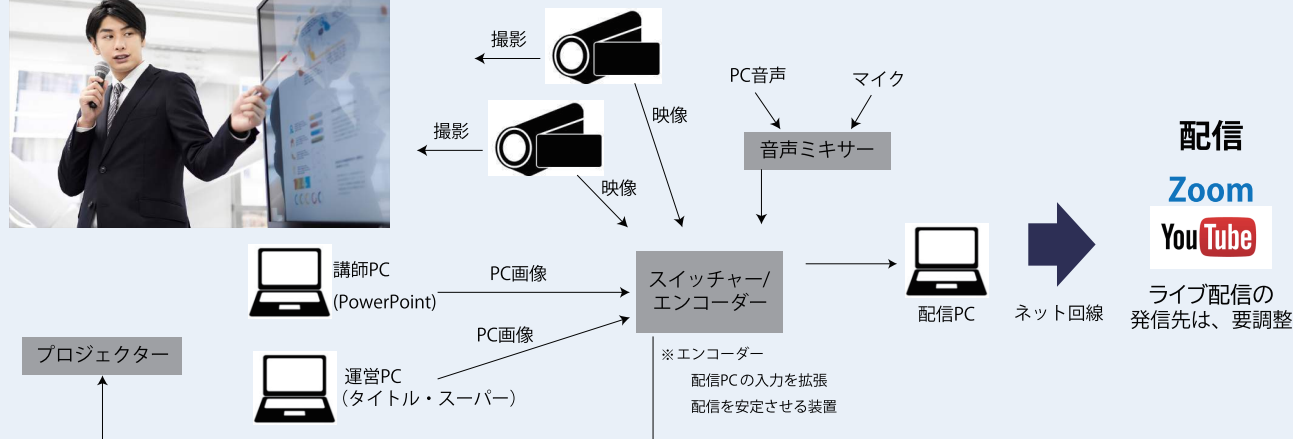 撮影
撮影
映像
映像
PC音声
マイク
音声ミキサー
配信
Zoom
YouTube
ライブ配信の
発信先は、要調整
講師PC
(PowerPoint)
PC画像
PC画像
スイッチャー/
エンコーダー
配信PC
ネット回線
プロジェクター
運営PC
（タイトル・スーパー）
※エンコーダー
配信PCの入力を拡張
配信を安定させる装置